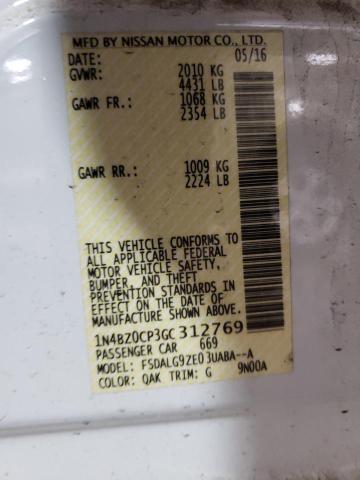 MFD BY NISSAN MOTOR CO., LTD.
DATE: 05/16
GVWR: 2010 KG
4431 LB
GAWR FR.: 1068 KG
2354 LB
GAWR RR.: 1009 KG
2224 LB
THIS VEHICLE CONFORMS TO
ALL APPLICABLE FEDERAL
MOTOR VEHICLE SAFETY,
BUMPER, AND THEFT
PREVENTION STANDARDS IN
EFFECT ON THE DATE OF
MANUFACTURE SHOWN ABOVE.
1N4BZ0CP3GC312769
PASSENGER CAR 669
MODEL: FSDALG9ZE03UABA--A
COLOR: QAK TRIM: G 9N00A